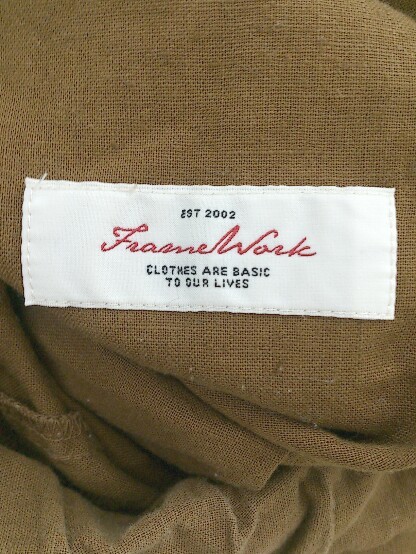 EST 2002
FrameWork
CLOTHES ARE BASIC
TO OUR LIVES